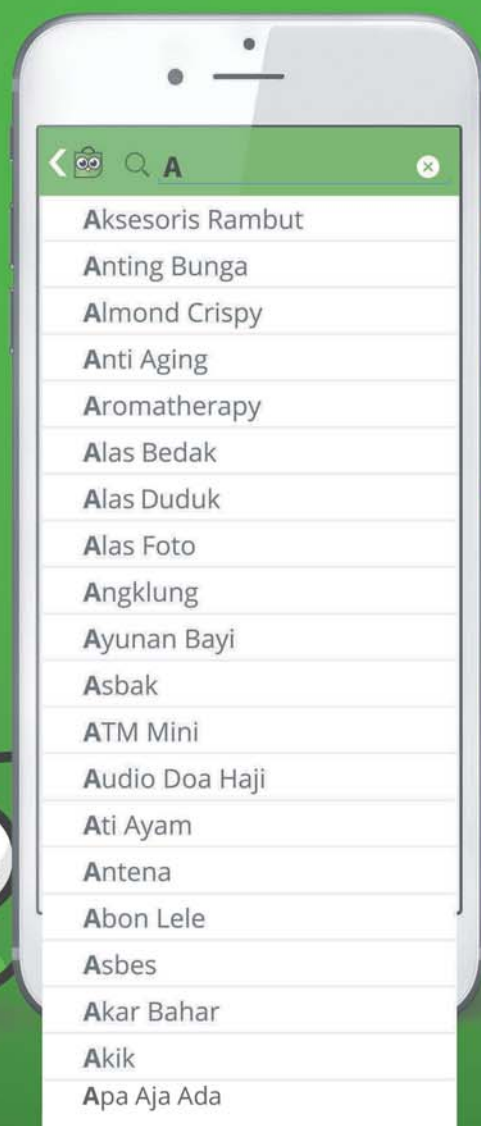 A
Aksesoris Rambut
Anting Bunga
Almond Crispy
Anti Aging
Aromatherapy
Alas Bedak
Alas Duduk
Alas Foto
Angklung
Ayunan Bayi
Asbak
ATM Mini
Audio Doa Haji
Ati Ayam
Antena
Abon Lele
Asbes
Akar Bahar
Akik
Apa Aja Ada